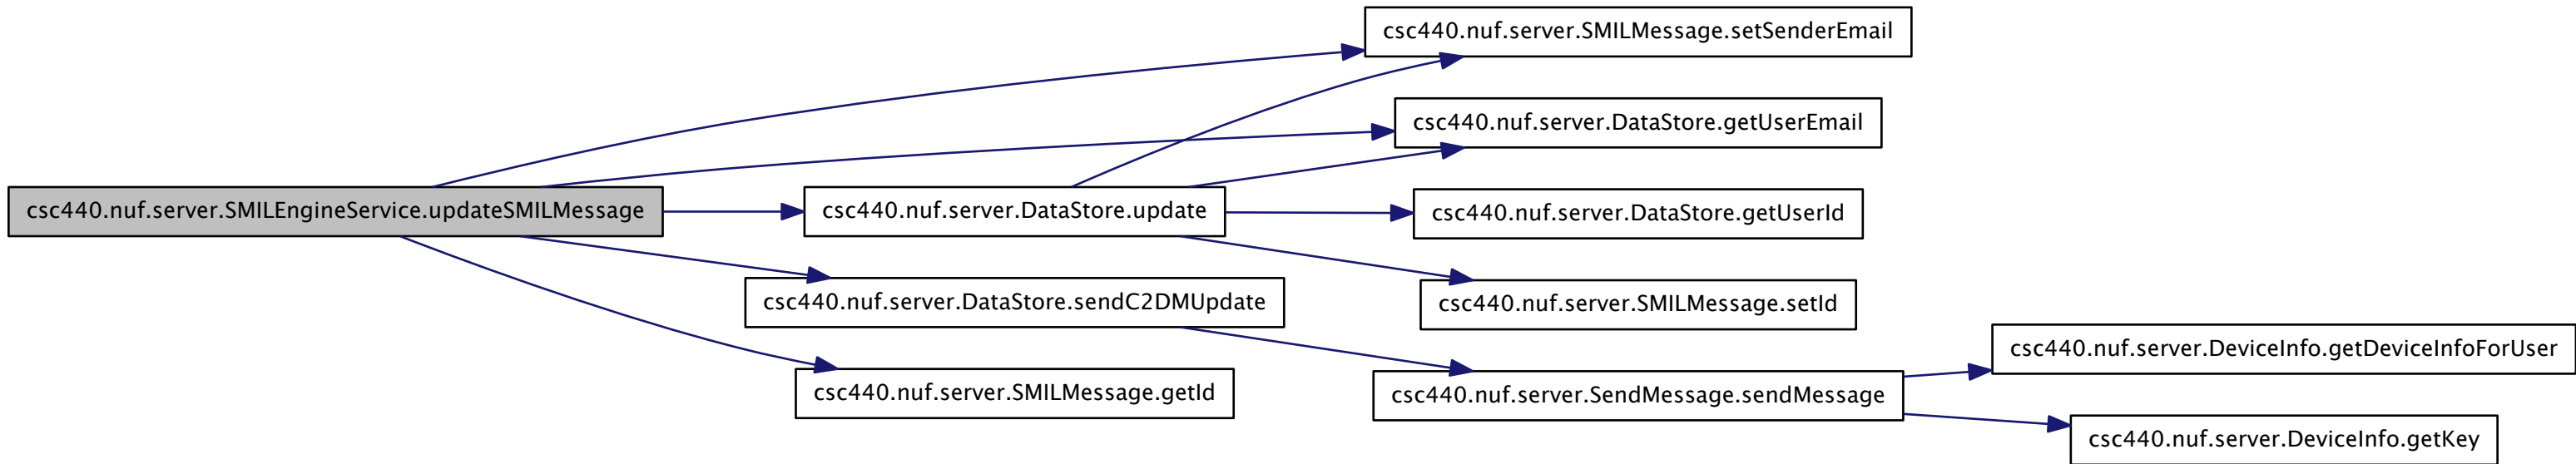 csc440.nuf.server.SMILMessage.setSenderEmail
csc440.nuf.server.DataStore.getUserEmail
csc440.nuf.server.SMILEngineService.updateSMILMessage
csc440.nuf.server.DataStore.update
csc440.nuf.server.DataStore.getUserId
csc440.nuf.server.DataStore.sendC2DMUpdate
csc440.nuf.server.SMILMessage.setId
csc440.nuf.server.DeviceInfo.getDeviceInfoForUser
csc440.nuf.server.SMILMessage.getId
csc440.nuf.server.SendMessage.sendMessage
csc440.nuf.server.DeviceInfo.getKey